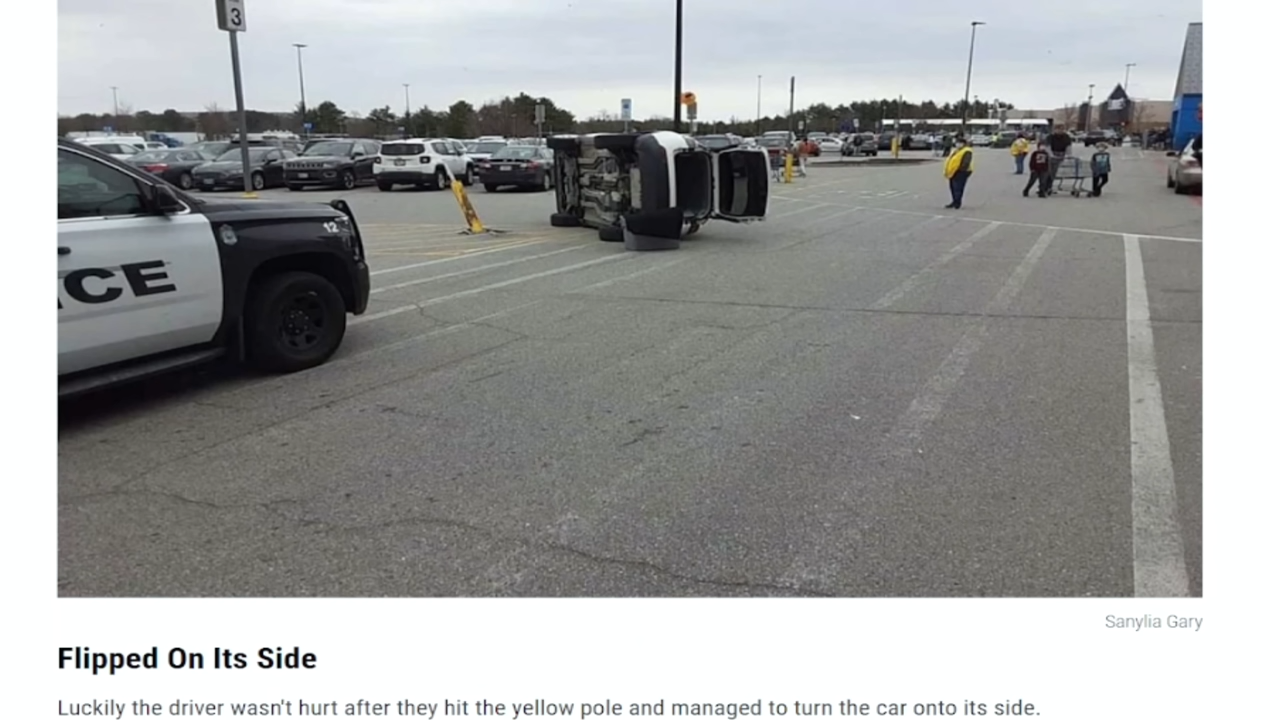 3
12
CE
Sanylia Gary
Flipped On Its Side
Luckily the driver wasn't hurt after they hit the yellow pole and managed to turn the car onto its side.